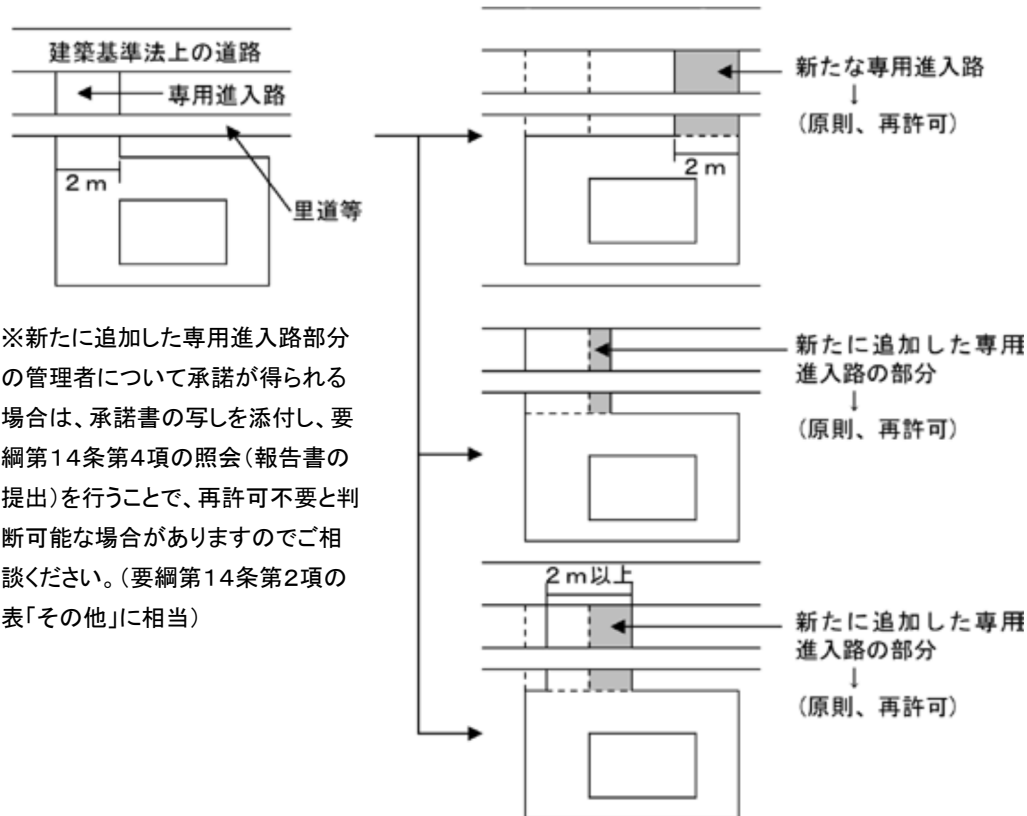 建築基準法上の道路
専用進入路
2m
里道等
※新たに追加した専用進入路部分
の管理者について承諾が得られる
場合は、承諾書の写しを添付し、要
綱第14条第4項の照会(報告書の
提出)を行うことで、再許可不要と判
断可能な場合がありますのでご相
談ください。(要綱第14条第2項の
表「その他」に相当)
新たな専用進入路
↓
(原則、再許可)
2m
新たに追加した専用
進入路の部分
↓
(原則、再許可)
2m以上
新たに追加した専用
進入路の部分
↓
(原則、再許可)